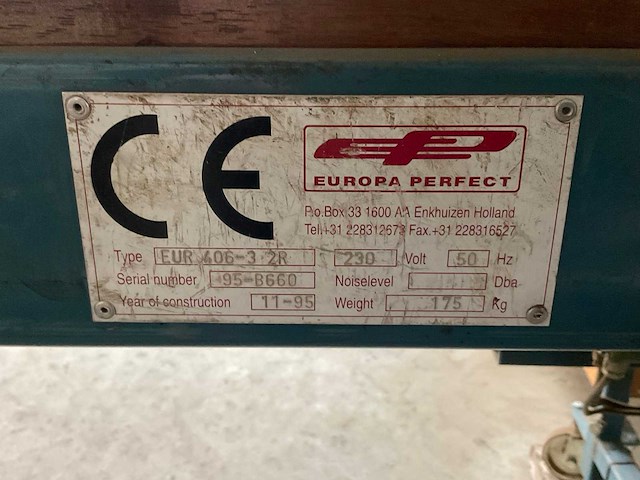 CE
EP
EUROPA PERFECT
P.o.Box 33 1600 AA Enkhuizen Holland
Tel.+31 228312673 Fax.+31 228316527
Type EUR 406-3.2R 230 Volt 50 Hz
Serial number 95-B660 Noiselevel Dba
Year of construction 11-95 Weight 175 Kg